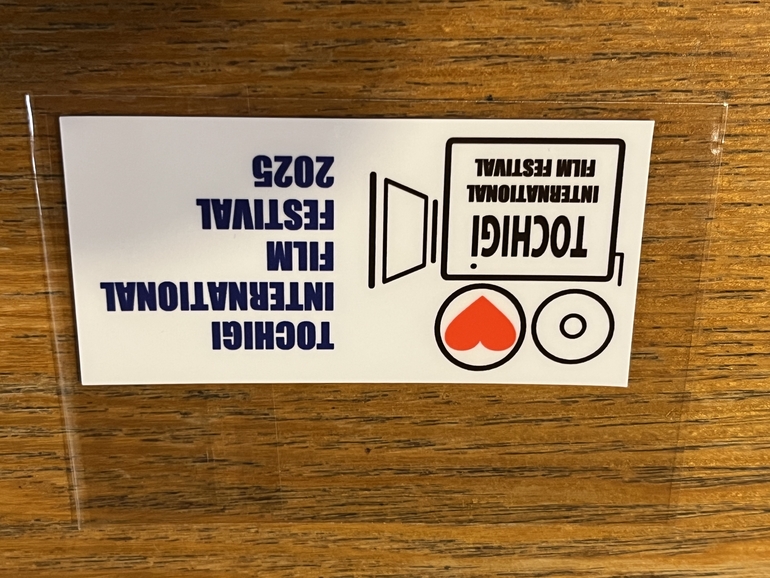 TOCHIGi
INTERNATIONAL
FILM FESTIVAL
TOCHIGI
INTERNATIONAL
FILM
FESTIVAL
2025